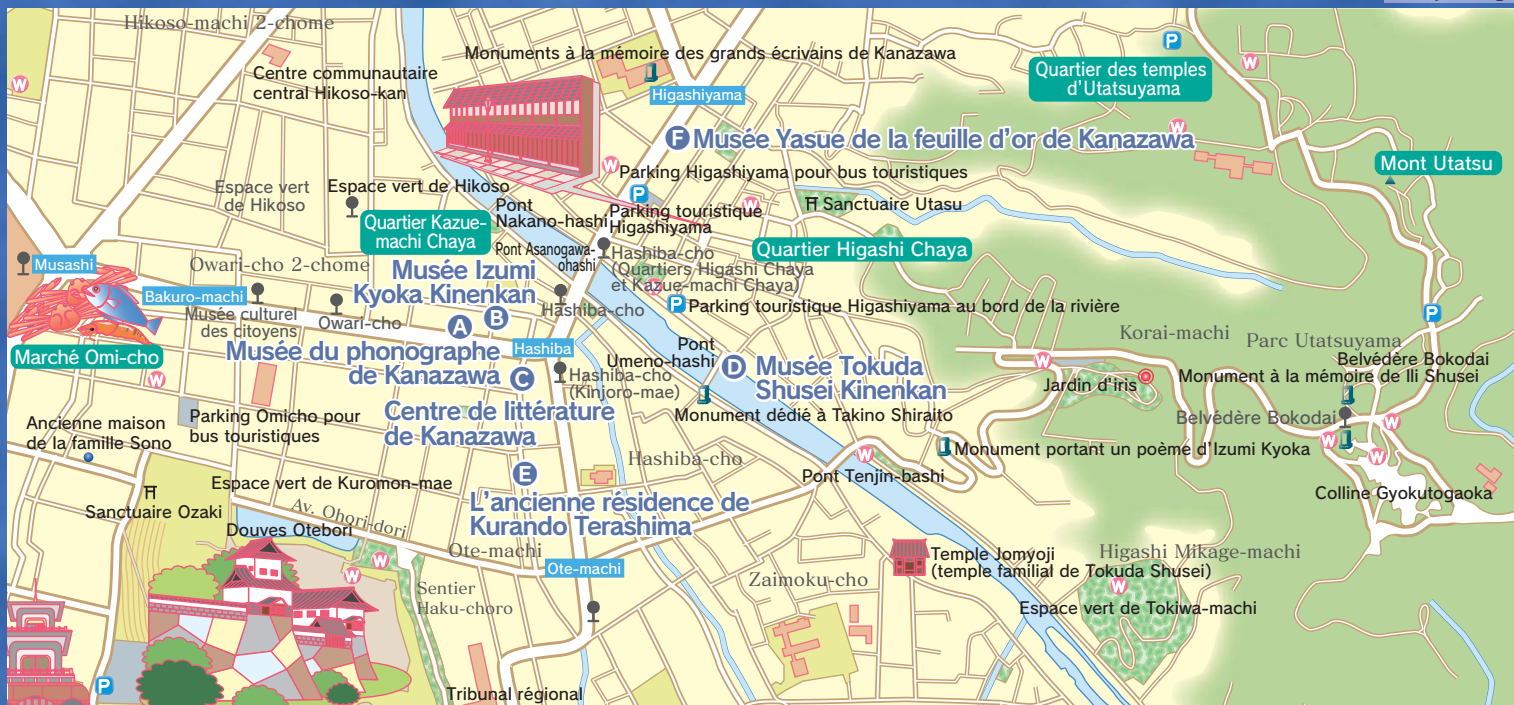 Hikoso-machi 2-chome
Monuments à la mémoire des grands écrivains de Kanazawa
Centre communautaire
central Hikoso-kan
Higashiyama
Quartier des temples
d'Utatsuyama
F Musée Yasue de la feuille d'or de Kanazawa
Mont Utatsu
Parking Higashiyama pour bus touristiques
Espace vert
de Hikoso
Espace vert de Hikoso
Pont
Nakano-hashi
Parking touristique
Higashiyama
Sanctuaire Utasu
Quartier Kazue-
machi Chaya
Pont Asanogawa-
ohashi
Hashiba-cho
(Quartiers Higashi Chaya
et Kazue-machi Chaya)
Quartier Higashi Chaya
Musashi
Owari-cho 2-chome
Musée Izumi
Kyoka Kinenkan
B
Bakuro-machi
Musée culturel
des citoyens
Owari-cho
Hashiba-cho
P Parking touristique Higashiyama au bord de la rivière
A
Musée du phonographe
de Kanazawa
C
Hashiba
Marché Omi-cho
Hashiba-cho
(Kinjoro-mae)
Pont
Umeno-hashi
D Musée Tokuda
Shusei Kinenkan
Korai-machi
Parc Utatsuyama
Belvédére Bokodai
Monument à la mémoire de Ili Shusei
Jardin d'iris
Belvédère Bokodai
Centre de littérature
de Kanazawa
Monument dédié à Takino Shiraito
Parking Omicho pour
bus touristiques
Ancienne maison
de la famille Sono
Monument portant un poème d'Izumi Kyoka
Hashiba-cho
Pont Tenjin-bashi
Colline Gyokutogaoka
E
L'ancienne résidence de
Kurando Terashima
Espace vert de Kuromon-mae
Sanctuaire Ozaki
Av. Ohori-dori
Douves Otebori
Ote-machi
Ote-machi
Temple Jomyoji
(temple familial de Tokuda Shusei)
Higashi Mikage-machi
Zaimoku-cho
Sentier
Haku-choro
Espace vert de Tokiwa-machi
Tribunal régional